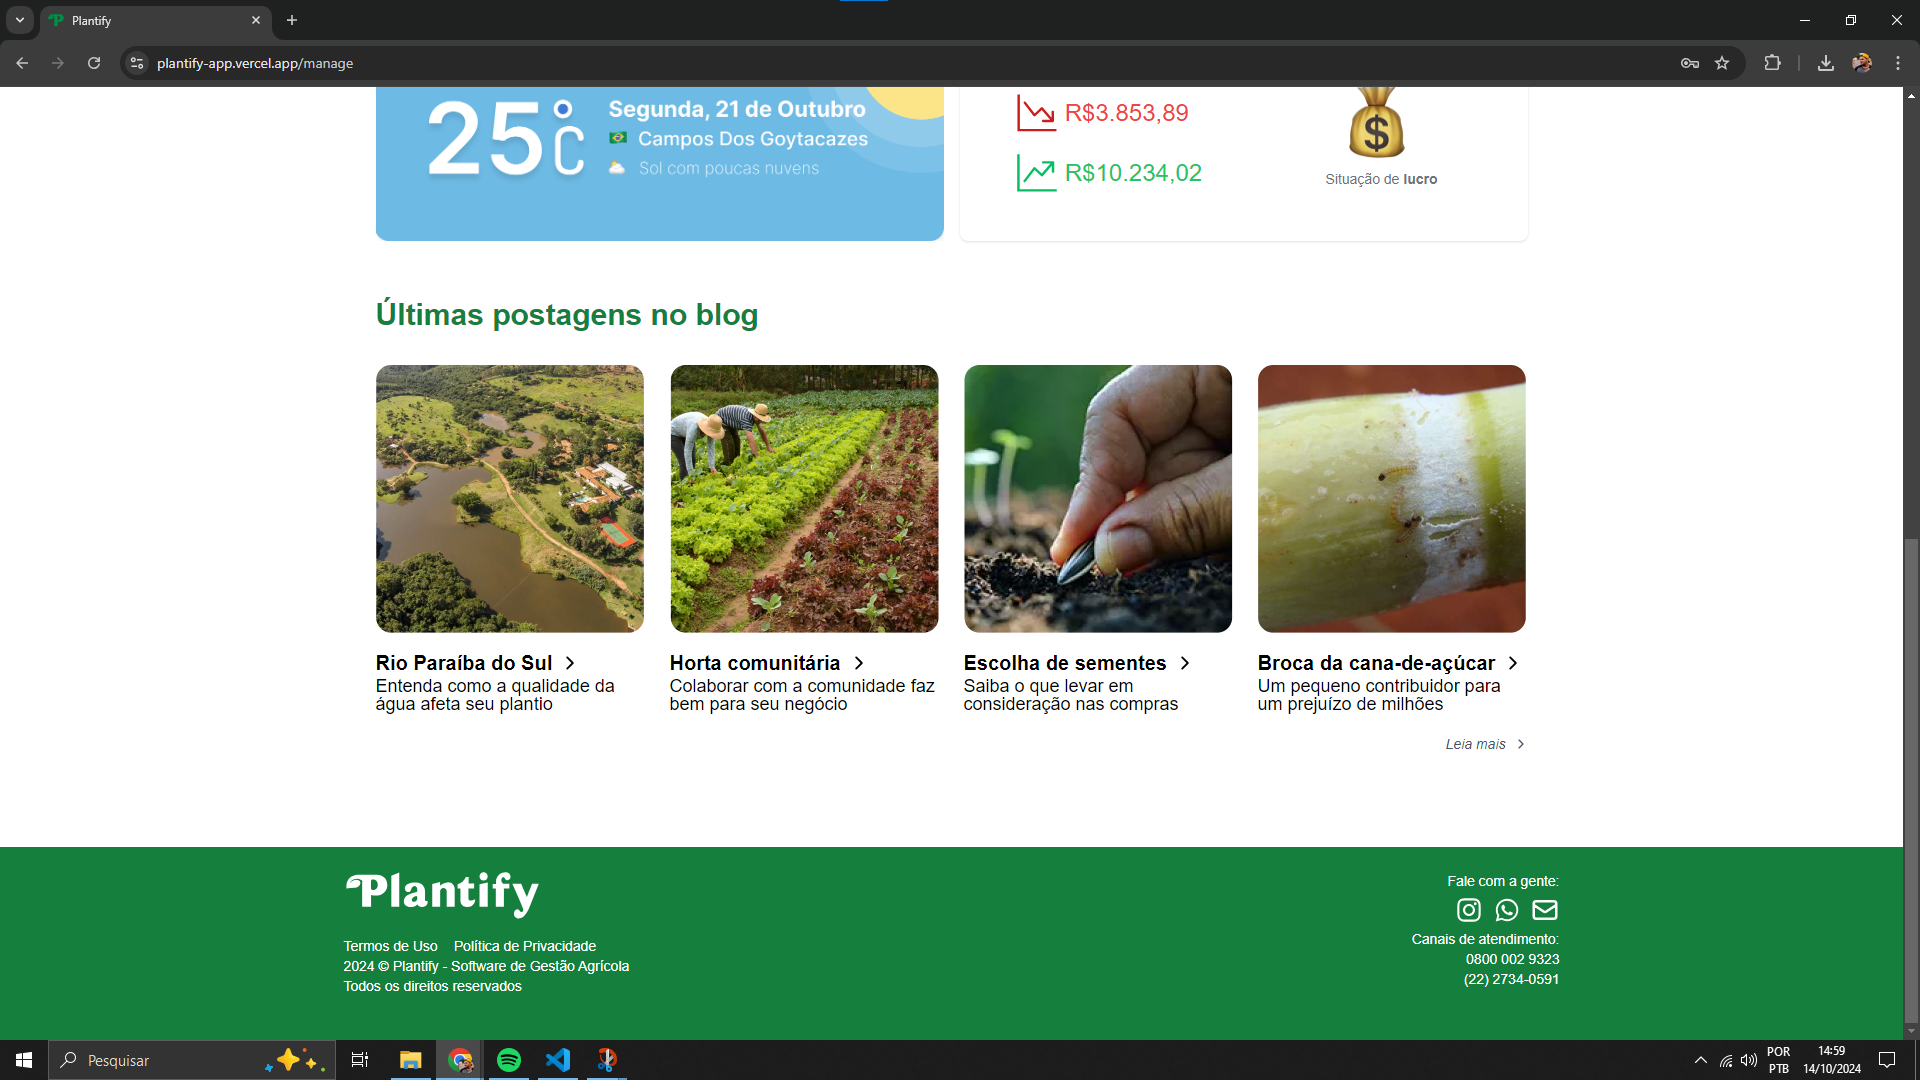 Plantify
plantify-app.vercel.app/manage
25°C
Segunda, 21 de Outubro
Campos Dos Goytacazes
Sol com poucas nuvens
R$3.853,89
R$10.234,02
$
Situação de lucro
Últimas postagens no blog
Rio Paraíba do Sul
Entenda como a qualidade da
água afeta seu plantio
Horta comunitária
Colaborar com a comunidade faz
bem para seu negócio
Escolha de sementes
Saiba o que levar em
consideração nas compras
Broca da cana-de-açúcar
Um pequeno contribuidor para
um prejuízo de milhões
Leia mais
Plantify
Termos de Uso Política de Privacidade
2024 © Plantify - Software de Gestão Agrícola
Todos os direitos reservados
Fale com a gente:
Canais de atendimento:
0800 002 9323
(22) 2734-0591
Pesquisar
POR
PTB
14:59
14/10/2024